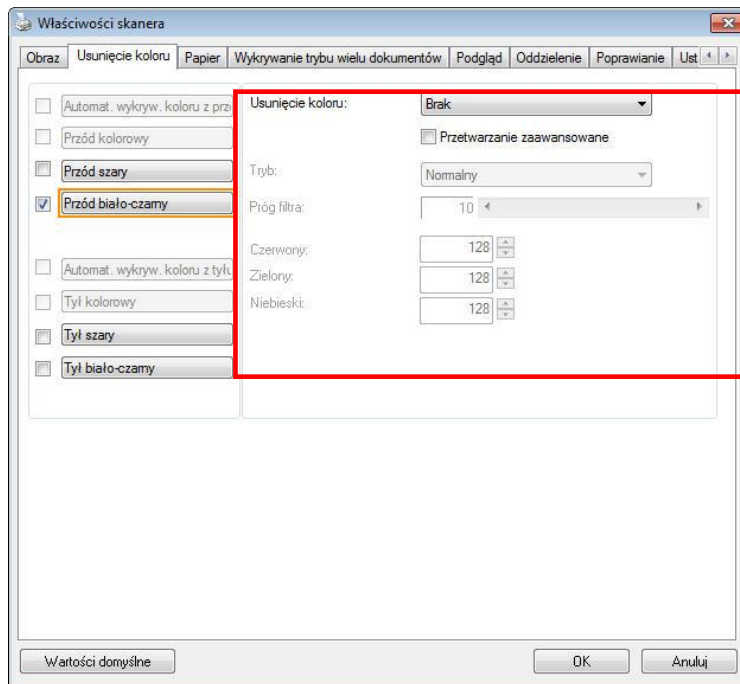 Właściwości skanera
Obraz Usunięcie koloru Papier Wykrywanie trybu wielu dokumentów Podgląd Oddzielenie Poprawianie Ust
Automat. wykryw. koloru z prze
Przód kolorowy
Przód szary
Przód biało-czarny
Automat. wykryw. koloru z tyłu
Tył kolorowy
Tył szary
Tył biało-czarny
Usunięcie koloru: Brak
Przetwarzanie zaawansowane
Tryb: Normalny
Próg filtra: 10
Czerwony: 128
Zielony: 128
Niebieski: 128
Wartości domyślne OK Anuluj